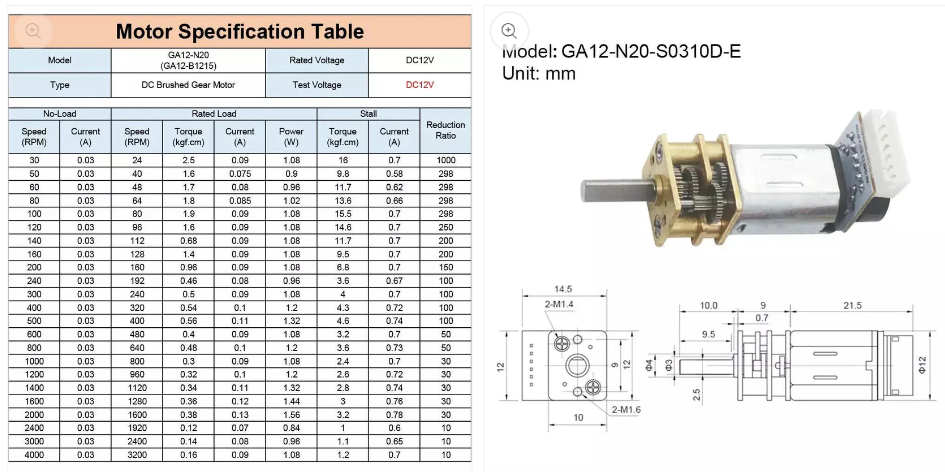 Motor Specification Table
Model GA12-N20 (GA12-B1215) Rated Voltage DC12V
Type DC Brushed Gear Motor Test Voltage DC12V
No-Load Rated Load Stall Reduction Ratio
Speed (RPM) Current (A) Speed (RPM) Torque (kgf.cm) Current (A) Power (W) Torque (kgf.cm) Current (A)
30 0.03 24 2.5 0.09 1.08 16 0.7 1000
50 0.03 40 1.6 0.075 0.9 9.8 0.58 298
60 0.03 48 1.7 0.08 0.96 11.7 0.62 298
80 0.03 64 1.8 0.085 1.02 13.6 0.66 298
100 0.03 80 1.9 0.09 1.08 15.5 0.7 298
120 0.03 96 1.6 0.09 1.08 14.6 0.7 250
140 0.03 112 0.68 0.09 1.08 11.7 0.7 200
160 0.03 128 1.4 0.09 1.08 9.5 0.7 200
200 0.03 160 0.96 0.09 1.08 6.8 0.7 150
240 0.03 192 0.46 0.08 0.96 3.6 0.67 100
300 0.03 240 0.5 0.09 1.08 4 0.7 100
400 0.03 320 0.54 0.1 1.2 4.3 0.72 100
500 0.03 400 0.56 0.11 1.32 4.6 0.74 100
600 0.03 480 0.4 0.09 1.08 3.2 0.7 50
800 0.03 640 0.48 0.1 1.2 3.6 0.73 50
1000 0.03 800 0.3 0.09 1.08 2.4 0.7 30
1200 0.03 960 0.32 0.1 1.2 2.6 0.72 30
1400 0.03 1120 0.34 0.11 1.32 2.8 0.74 30
1600 0.03 1280 0.36 0.12 1.44 3 0.76 30
2000 0.03 1600 0.38 0.13 1.56 3.2 0.78 30
2400 0.03 1920 0.12 0.07 0.84 1 0.6 10
3000 0.03 2400 0.14 0.08 0.96 1.1 0.65 10
4000 0.03 3200 0.16 0.09 1.08 1.2 0.7 10
Model: GA12-N20-S0310D-E
Unit: mm
14.5
2-M1.4
10.0 9 21.5
0.7
9.5
12 9 12 Φ4 Φ3 Φ12
2.5
2-M1.6
10